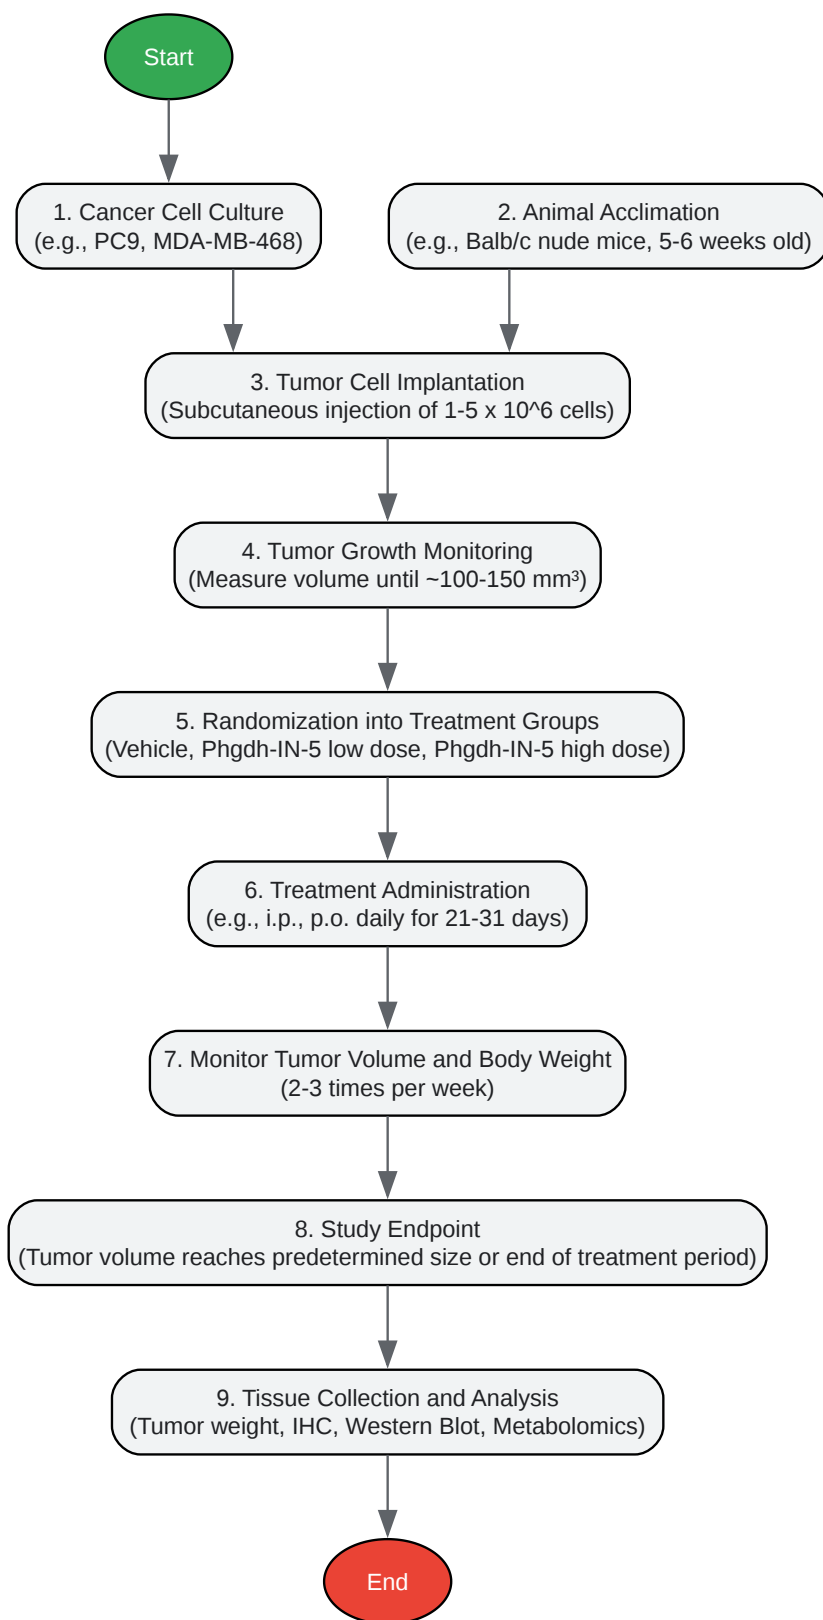 Start
1. Cancer Cell Culture
(e.g., PC9, MDA-MB-468)
2. Animal Acclimation
(e.g., Balb/c nude mice, 5-6 weeks old)
3. Tumor Cell Implantation
(Subcutaneous injection of 1-5 x 10^6 cells)
4. Tumor Growth Monitoring
(Measure volume until ~100-150 mm³)
5. Randomization into Treatment Groups
(Vehicle, Phgdh-IN-5 low dose, Phgdh-IN-5 high dose)
6. Treatment Administration
(e.g., i.p., p.o. daily for 21-31 days)
7. Monitor Tumor Volume and Body Weight
(2-3 times per week)
8. Study Endpoint
(Tumor volume reaches predetermined size or end of treatment period)
9. Tissue Collection and Analysis
(Tumor weight, IHC, Western Blot, Metabolomics)
End